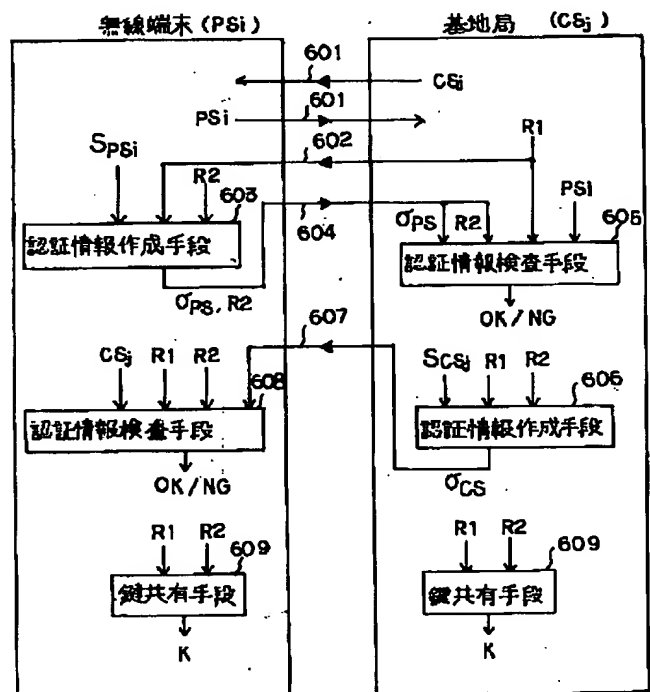 無線端末(PSi)
基地局 (CSj)
601
CSj
PSi
601
602
R1
SPSi
R2
603
604
σPS R2
PSi
605
認証情報作成手段
認証情報検査手段
σPS, R2
OK/NG
607
CSj R1 R2
608
SCSj R1 R2
606
認証情報検査手段
認証情報作成手段
OK/NG
σCS
R1 R2
609
R1 R2
609
鍵共有手段
鍵共有手段
K
K